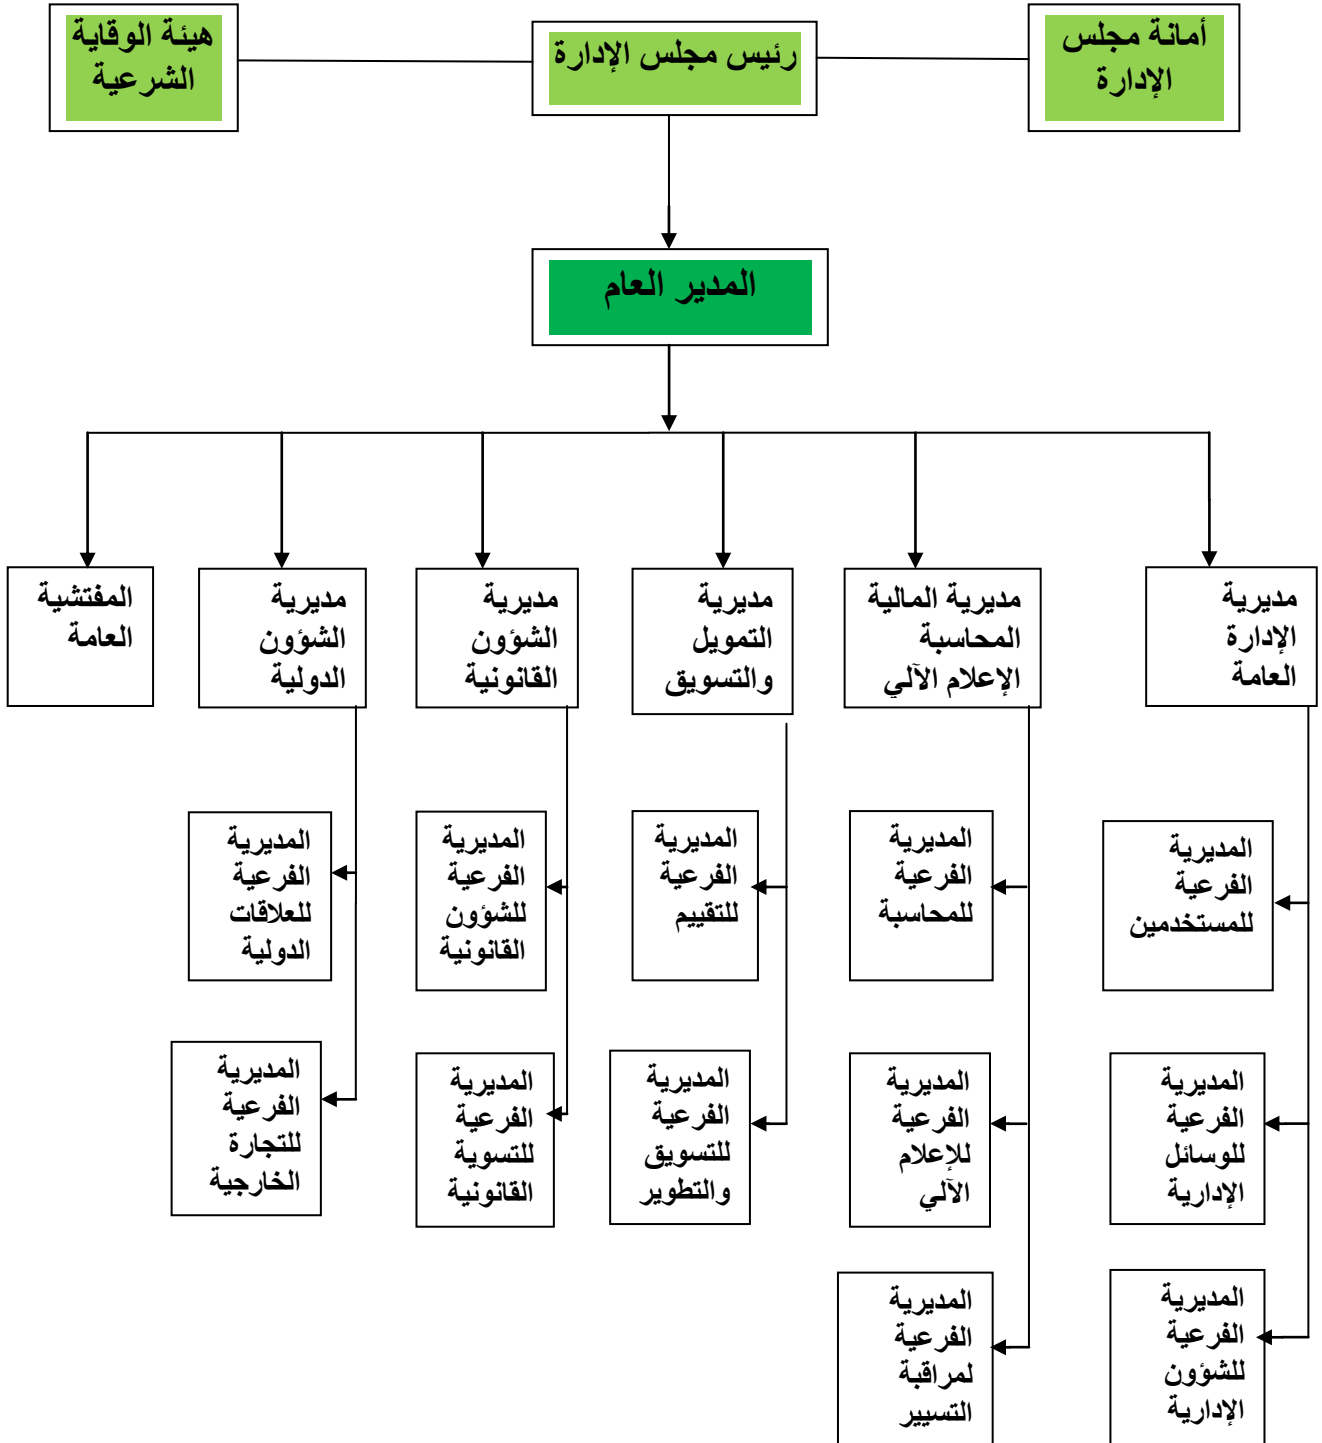 أمانة مجلس
الإدارة
رئيس مجلس الإدارة
هيئة الوقاية
الشرعية
المدير العام
مديرية
الإدارة
العامة
مديرية المالية
المحاسبة
الإعلام الآلي
مديرية
التمويل
والتسويق
مديرية
الشؤون
القانونية
مديرية
الشؤون
الدولية
المفتشية
العامة
المديرية
الفرعية
للمستخدمين
المديرية
الفرعية
للمحاسبة
المديرية
الفرعية
للتقييم
المديرية
الفرعية
للشؤون
القانونية
المديرية
الفرعية
للعلاقات
الدولية
المديرية
الفرعية
للوسائل
الإدارية
المديرية
الفرعية
للإعلام
الآلي
المديرية
الفرعية
للتسويق
والتطوير
المديرية
الفرعية
للتسوية
القانونية
المديرية
الفرعية
للتجارة
الخارجية
المديرية
الفرعية
للشؤون
الإدارية
المديرية
الفرعية
لمراقبة
التسيير